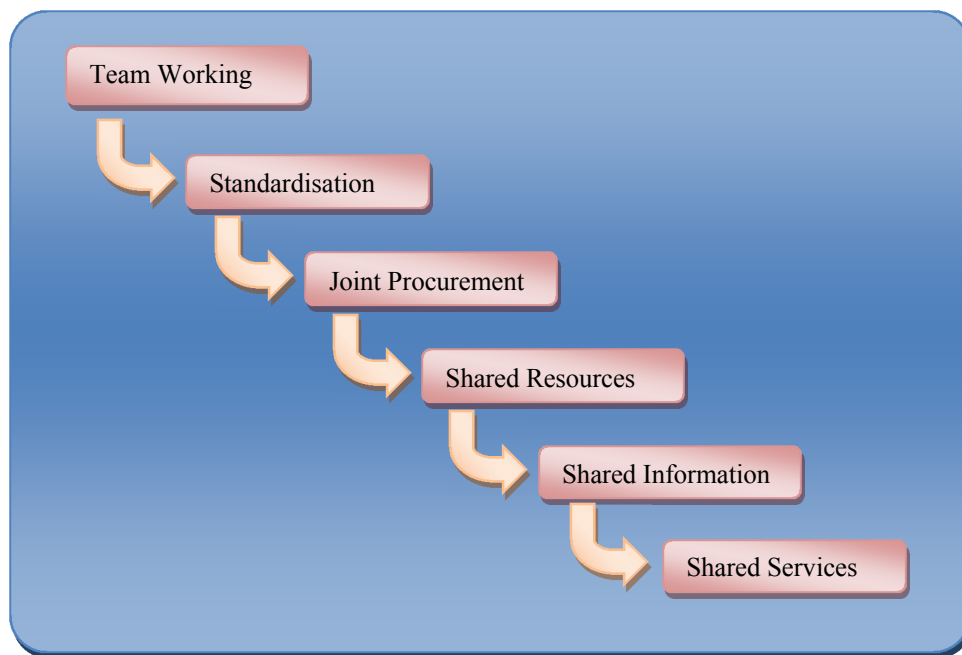 Team Working
Standardisation
Joint Procurement
Shared Resources
Shared Information
Shared Services